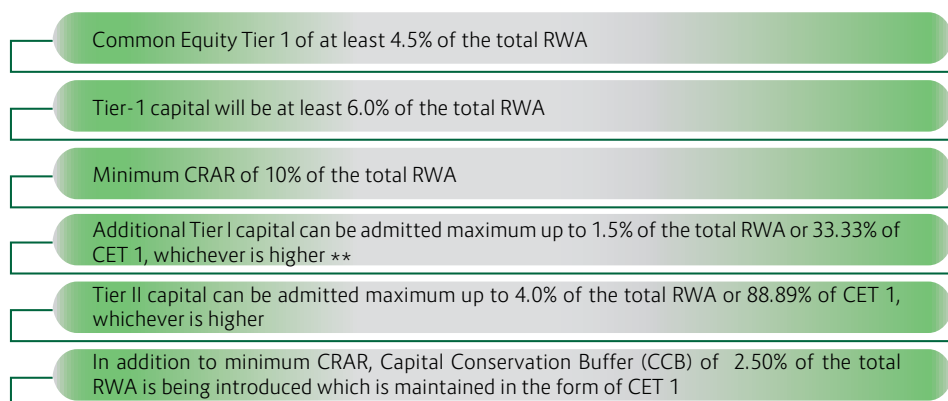 Common Equity Tier 1 of at least 4.5% of the total RWA
Tier-1 capital will be at least 6.0% of the total RWA
Minimum CRAR of 10% of the total RWA
Additional Tier I capital can be admitted maximum up to 1.5% of the total RWA or 33.33% of
CET 1, whichever is higher **
Tier II capital can be admitted maximum up to 4.0% of the total RWA or 88.89% of CET 1,
whichever is higher
In addition to minimum CRAR, Capital Conservation Buffer (CCB) of 2.50% of the total
RWA is being introduced which is maintained in the form of CET 1